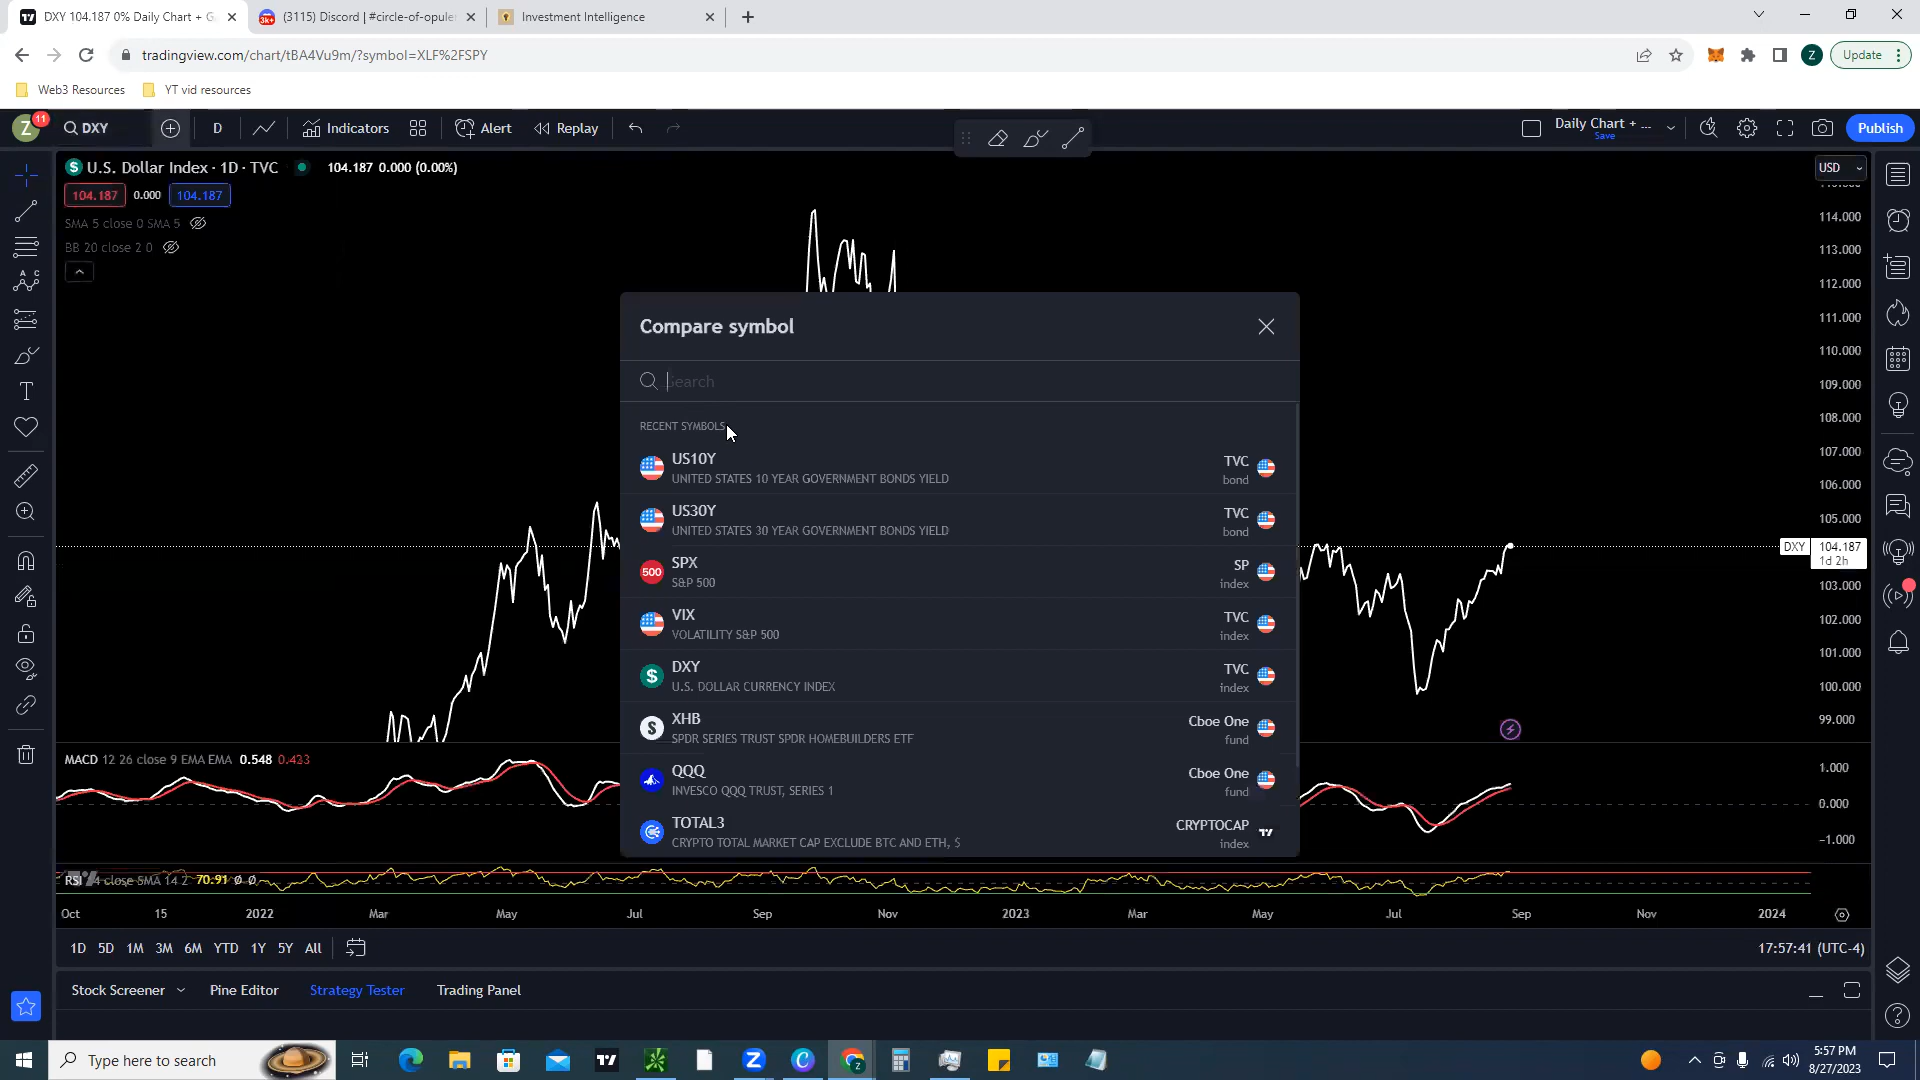 DXY 104.187 0% Daily Chart + G
(3115) Discord | #circle-of-opule
Investment Intelligence
tradingview.com/chart/tBA4Vu9m/?symbol=XLF%2FSPY
Z
Update
Web3 Resources
YT vid resources
Z
11
DXY
D
Indicators
Alert
Replay
Daily Chart + ...
Save
Publish
U.S. Dollar Index · 1D · TVC
104.187 0.000 (0.00%)
USD
104.187
0.000
104.187
SMA 5 close 0 SMA 5
BB 20 close 2 0
114.000
113.000
112.000
111.000
110.000
109.000
108.000
107.000
106.000
105.000
DXY
104.187
1d 2h
103.000
102.000
101.000
100.000
99.000
Compare symbol
Search
RECENT SYMBOLS
US10Y
UNITED STATES 10 YEAR GOVERNMENT BONDS YIELD
TVC
bond
US30Y
UNITED STATES 30 YEAR GOVERNMENT BONDS YIELD
TVC
bond
500
SPX
S&P 500
SP
index
VIX
VOLATILITY S&P 500
TVC
index
DXY
U.S. DOLLAR CURRENCY INDEX
TVC
index
XHB
SPDR SERIES TRUST SPDR HOMEBUILDERS ETF
Cboe One
fund
QQQ
INVESCO QQQ TRUST, SERIES 1
Cboe One
fund
TOTAL3
CRYPTO TOTAL MARKET CAP EXCLUDE BTC AND ETH, $
CRYPTOCAP
index
MACD 12 26 close 9 EMA EMA 0.548 0.433
1.000
0.000
−1.000
RSI 14 close SMA 14 2 70.91 ∅ ∅
Oct
15
2022
Mar
May
Jul
Sep
Nov
2023
Mar
May
Jul
Sep
Nov
2024
1D
5D
1M
3M
6M
YTD
1Y
5Y
All
17:57:41 (UTC-4)
Stock Screener
Pine Editor
Strategy Tester
Trading Panel
Type here to search
5:57 PM
8/27/2023